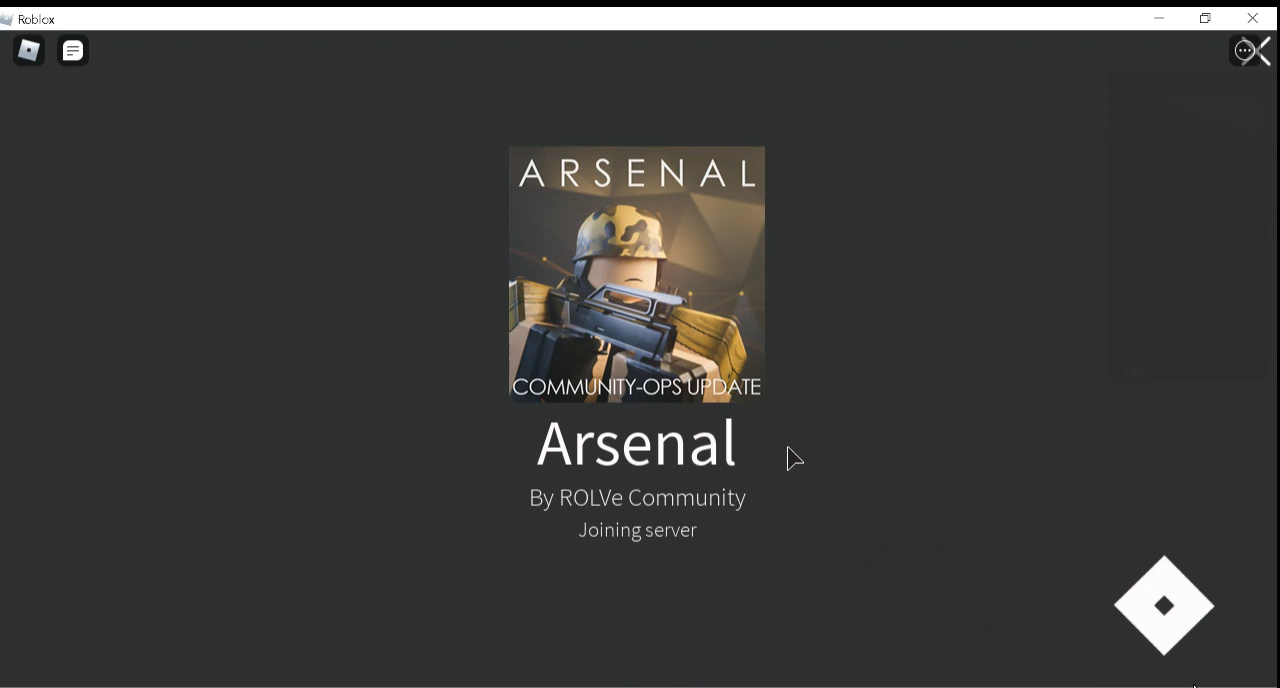 Roblox
ARSENAL
COMMUNITY-OPS UPDATE
Arsenal
By ROLVe Community
Joining server